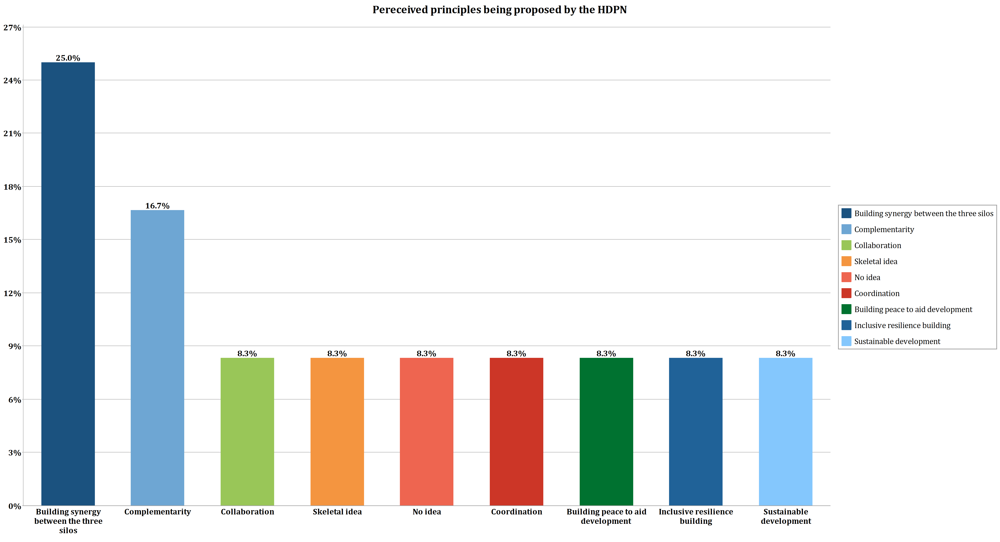 Pereceived principles being proposed by the HDPN
27%
24%
21%
18%
15%
12%
9%
6%
3%
0%
25.0%
16.7%
8.3%
8.3%
8.3%
8.3%
8.3%
8.3%
8.3%
Building synergy
between the three
silos
Complementarity
Collaboration
Skeletal idea
No idea
Coordination
Building peace to aid
development
Inclusive resilience
building
Sustainable
development
Building synergy between the three silos
Complementarity
Collaboration
Skeletal idea
No idea
Coordination
Building peace to aid development
Inclusive resilience building
Sustainable development